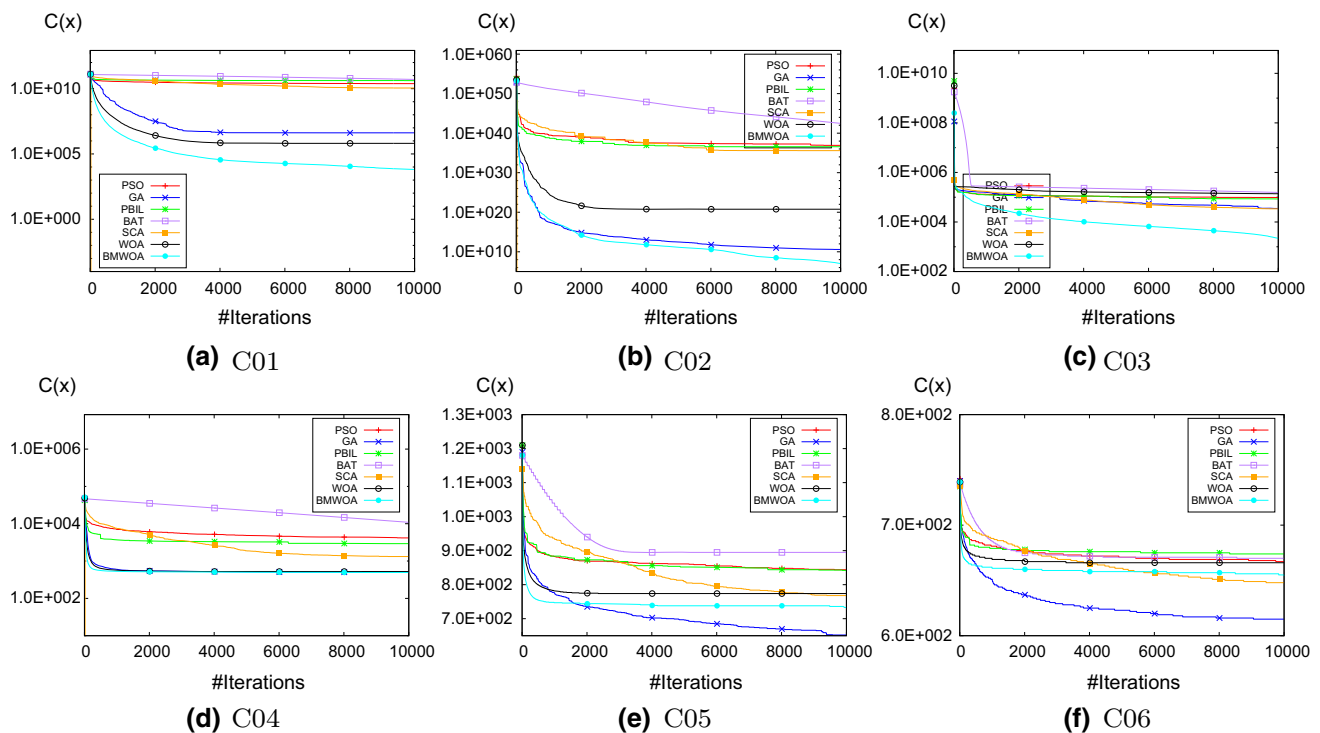 C(x)
1.0E+010
1.0E+005
1.0E+000
PSO
GA
PBIL
BAT
SCA
WOA
BMWOA
0 2000 4000 6000 8000 10000
#Iterations
(a) C01
C(x)
1.0E+060
1.0E+050
1.0E+040
1.0E+030
1.0E+020
1.0E+010
PSO
GA
PBIL
BAT
SCA
WOA
BMWOA
0 2000 4000 6000 8000 10000
#Iterations
(b) C02
C(x)
1.0E+010
1.0E+008
1.0E+006
1.0E+004
1.0E+002
PSO
GA
PBIL
BAT
SCA
WOA
BMWOA
0 2000 4000 6000 8000 10000
#Iterations
(c) C03
C(x)
1.0E+006
1.0E+004
1.0E+002
PSO
GA
PBIL
BAT
SCA
WOA
BMWOA
0 2000 4000 6000 8000 10000
#Iterations
(d) C04
C(x)
1.3E+003
1.2E+003
1.1E+003
1.0E+003
9.0E+002
8.0E+002
7.0E+002
PSO
GA
PBIL
BAT
SCA
WOA
BMWOA
0 2000 4000 6000 8000 10000
#Iterations
(e) C05
C(x)
8.0E+002
7.0E+002
6.0E+002
PSO
GA
PBIL
BAT
SCA
WOA
BMWOA
0 2000 4000 6000 8000 10000
#Iterations
(f) C06